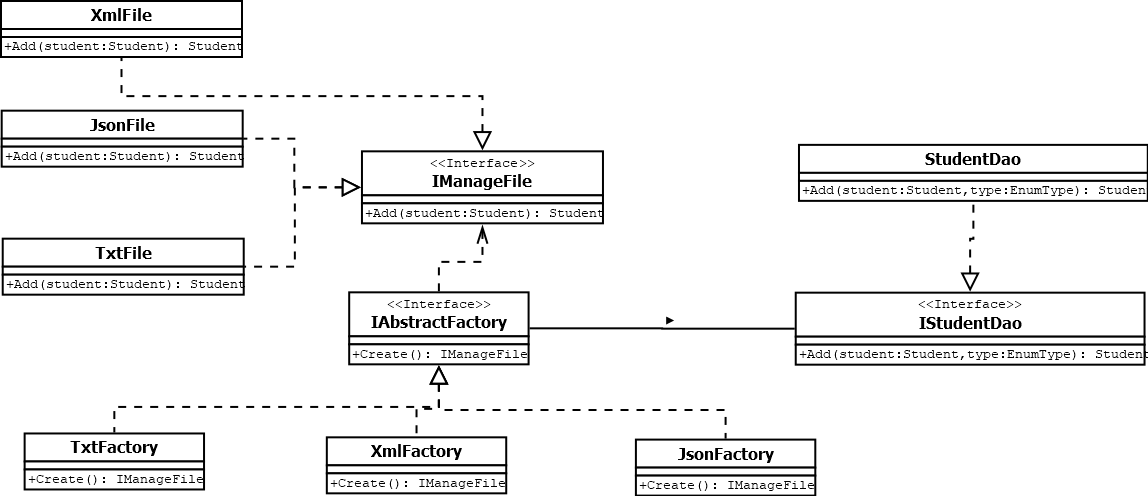 XmlFile
+Add(student:Student): Student
JsonFile
+Add(student:Student): Student
<<Interface>>
IManageFile
+Add(student:Student): Student
StudentDao
+Add(student:Student,type:EnumType): Studen
TxtFile
+Add(student:Student): Student
<<Interface>>
IAbstractFactory
+Create(): IManageFile
<<Interface>>
IStudentDao
+Add(student:Student,type:EnumType): Studen
TxtFactory
+Create(): IManageFile
XmlFactory
+Create(): IManageFile
JsonFactory
+Create(): IManageFile